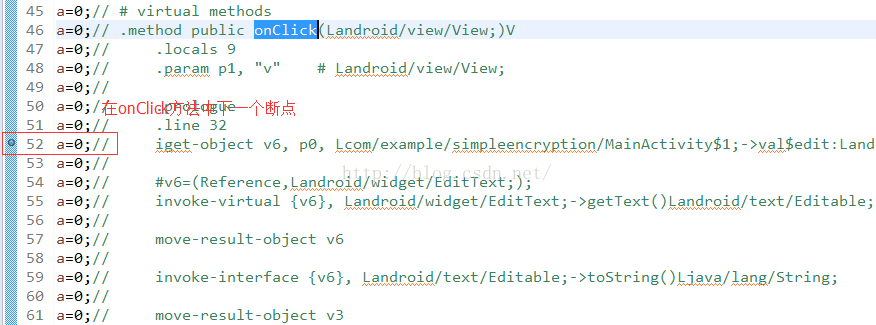 45 a=0;// # virtual methods
46 a=0;// .method public onClick(Landroid/view/View;)V
47 a=0;//     .locals 9
48 a=0;//     .param p1, "v"    # Landroid/view/View;
49 a=0;//
50 a=0;//     .prologue
在onClick方法中下一个断点
51 a=0;//     .line 32
52 a=0;//     iget-object v6, p0, Lcom/example/simpleencryption/MainActivity$1;->val$edit:Land
53 a=0;//
http://blog.csdn.net/
54 a=0;//     #v6=(Reference,Landroid/widget/EditText;);
55 a=0;//     invoke-virtual {v6}, Landroid/widget/EditText;->getText()Landroid/text/Editable;
56 a=0;//
57 a=0;//     move-result-object v6
58 a=0;//
59 a=0;//     invoke-interface {v6}, Landroid/text/Editable;->toString()Ljava/lang/String;
60 a=0;//
61 a=0;//     move-result-object v3